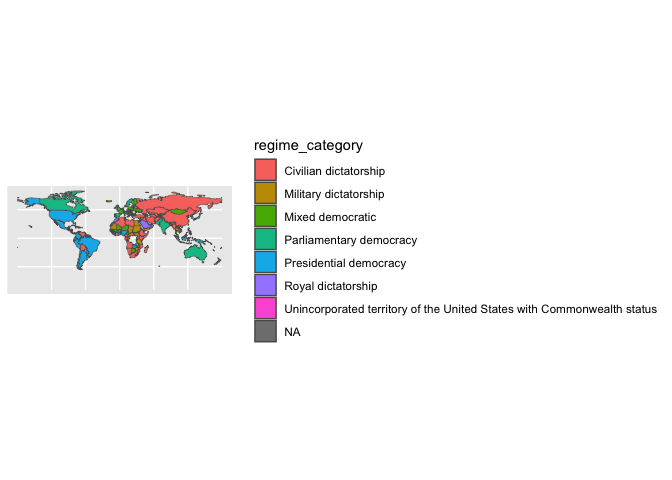 regime_category
Civilian dictatorship
Military dictatorship
Mixed democratic
Parliamentary democracy
Presidential democracy
Royal dictatorship
Unincorporated territory of the United States with Commonwealth status
NA